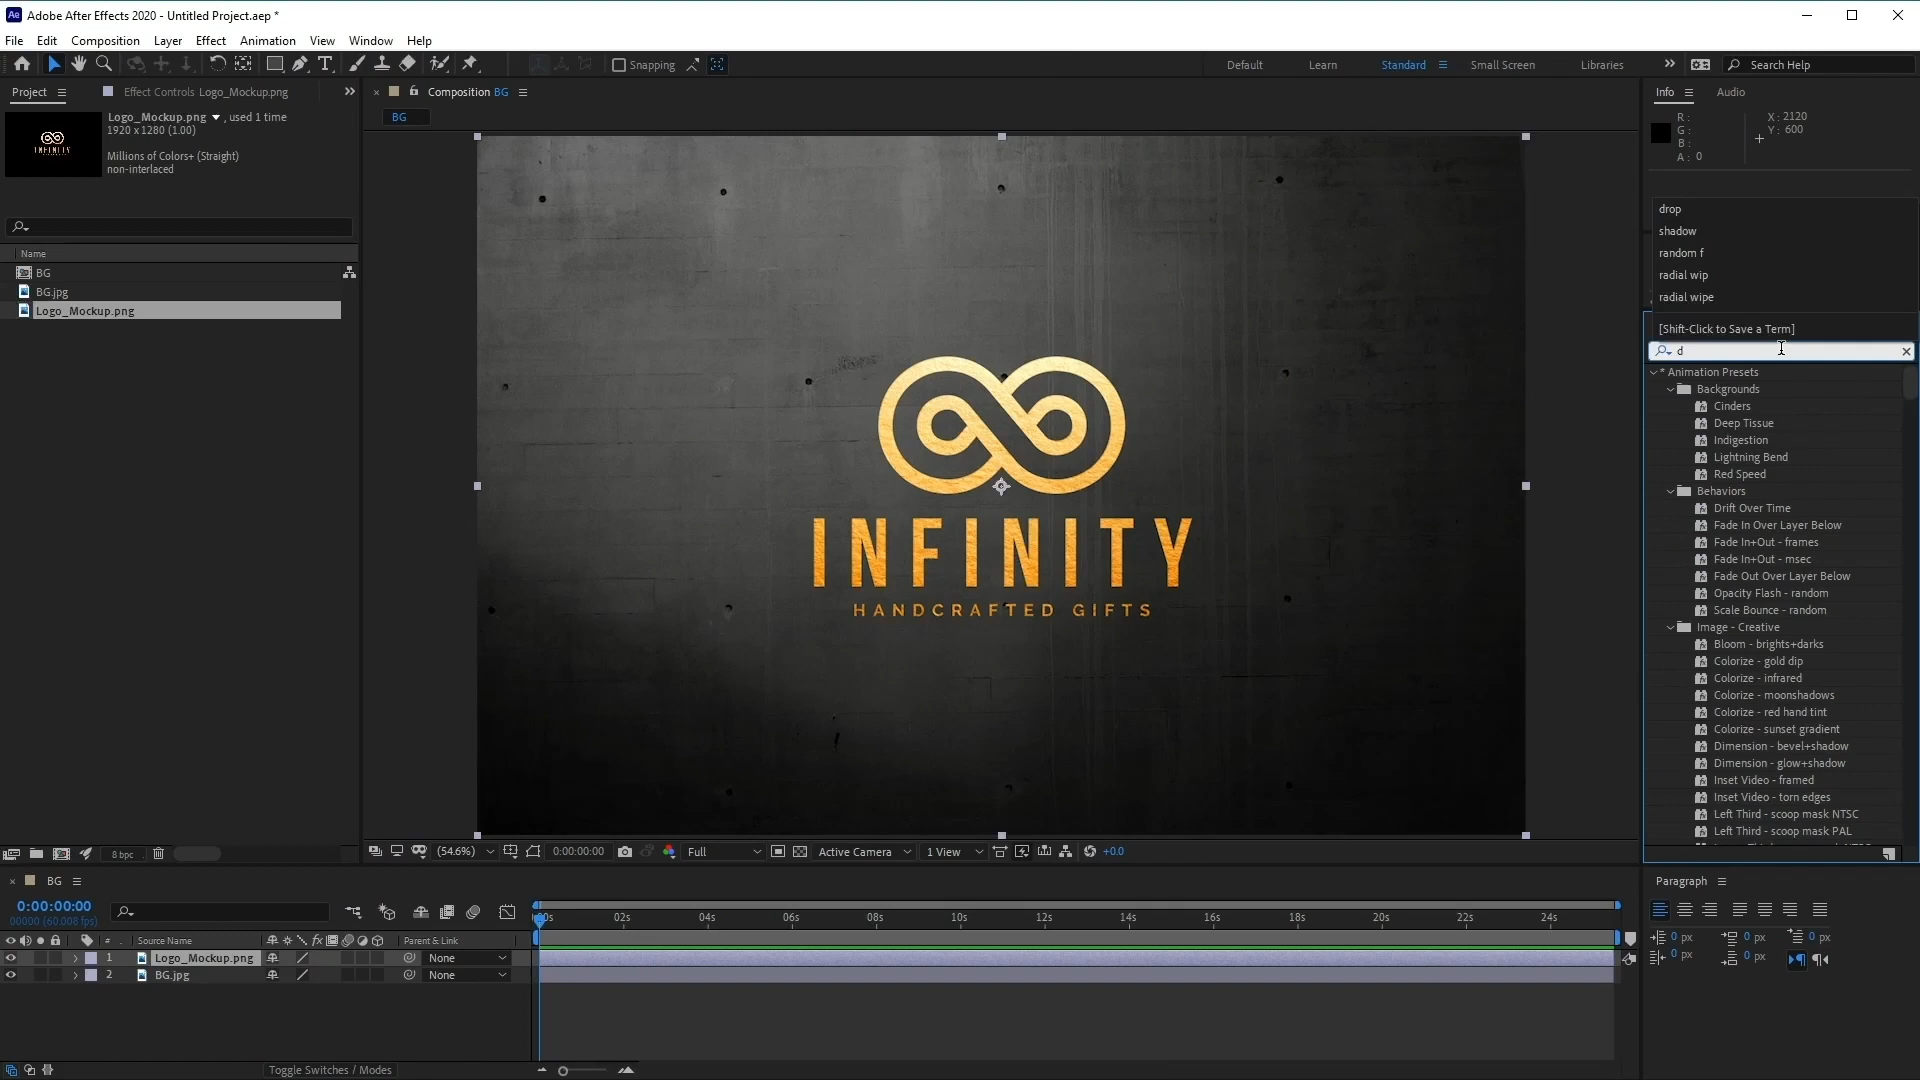 Ae Adobe After Effects 2020 - Untitled Project.aep *
File Edit Composition Layer Effect Animation View Window Help
Snapping
Default Learn Standard Small Screen Libraries
Search Help
Project Effect Controls Logo_Mockup.png
Logo_Mockup.png , used 1 time
1920 x 1280 (1.00)
Millions of Colors+ (Straight)
non-interlaced
INFINITY
Name
BG
BG.jpg
Logo_Mockup.png
8 bpc
Composition BG
BG
INFINITY
HANDCRAFTED GIFTS
(54.6%) 0:00:00:00 Full Active Camera 1 View +0.0
Info Audio
R :
G :
B :
A : 0
X : 2120
Y : 600
drop
shadow
random f
radial wip
radial wipe
[Shift-Click to Save a Term]
d
* Animation Presets
Backgrounds
Cinders
Deep Tissue
Indigestion
Lightning Bend
Red Speed
Behaviors
Drift Over Time
Fade In Over Layer Below
Fade In+Out - frames
Fade In+Out - msec
Fade Out Over Layer Below
Opacity Flash - random
Scale Bounce - random
Image - Creative
Bloom - brights+darks
Colorize - gold dip
Colorize - infrared
Colorize - moonshadows
Colorize - red hand tint
Colorize - sunset gradient
Dimension - bevel+shadow
Dimension - glow+shadow
Inset Video - framed
Inset Video - torn edges
Left Third - scoop mask NTSC
Left Third - scoop mask PAL
BG
0:00:00:00
00000 (60.008 fps)
# Source Name Parent & Link
1 Logo_Mockup.png None
2 BG.jpg None
02s 04s 06s 08s 10s 12s 14s 16s 18s 20s 22s 24s
Toggle Switches / Modes
Paragraph
0 px 0 px 0 px
0 px 0 px